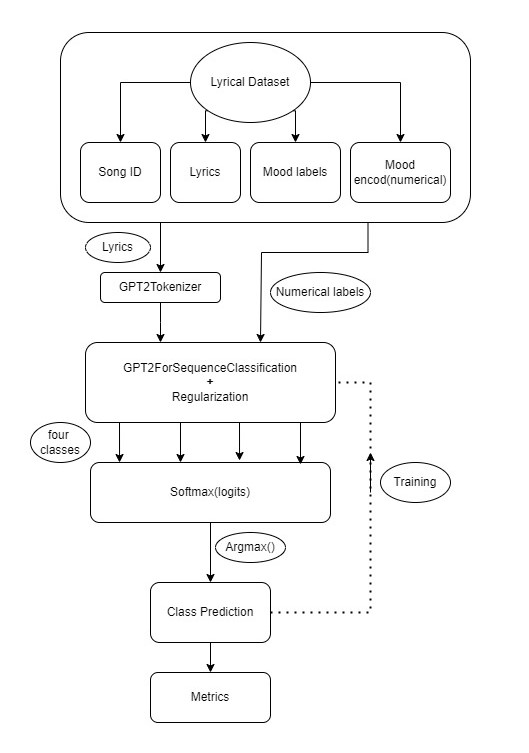 Lyrical Dataset
Song ID
Lyrics
Mood labels
Mood
encod(numerical)
Lyrics
GPT2Tokenizer
Numerical labels
GPT2ForSequenceClassification
+
Regularization
four
classes
Softmax(logits)
Training
Argmax()
Class Prediction
Metrics